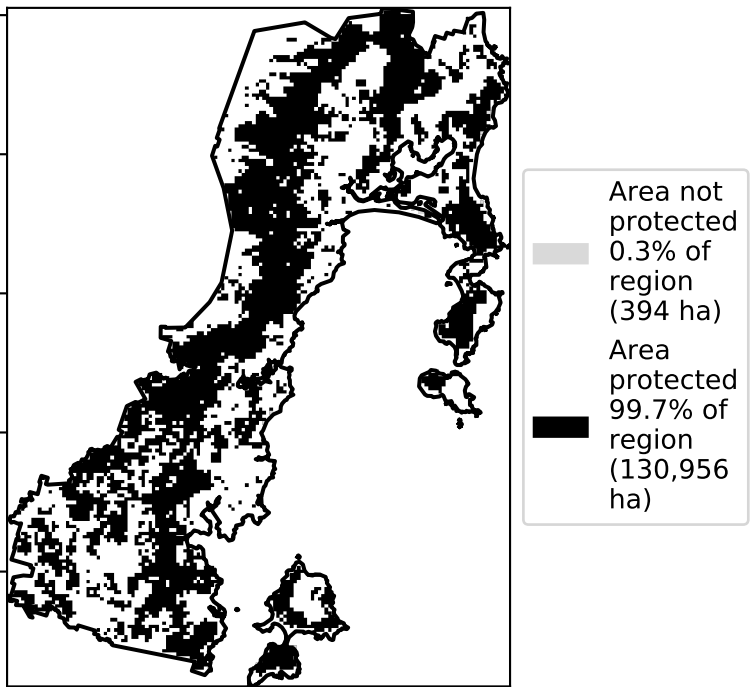 Area not
protected
0.3% of
region
(394 ha)
Area
protected
99.7% of
region
(130,956
ha)